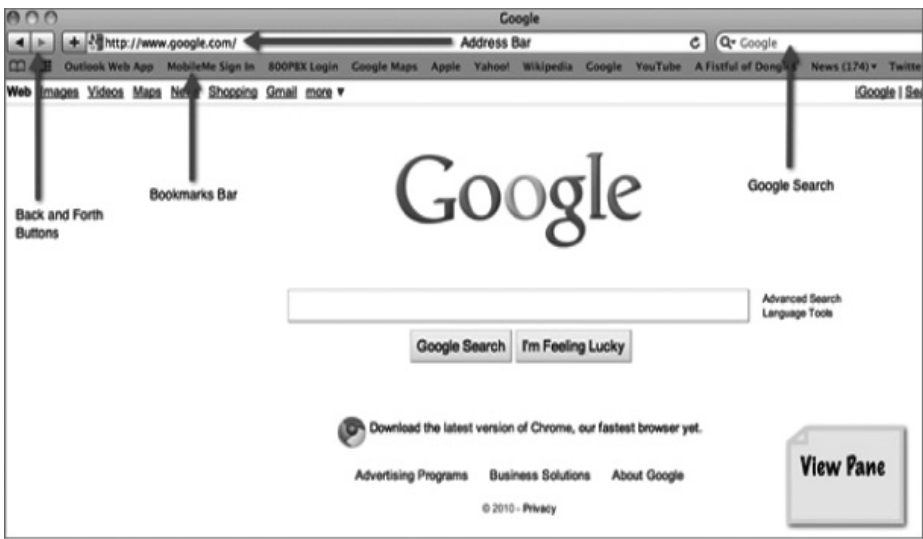 Google
http://www.google.com/ Address Bar Google
Outlook Web App MobileMe Sign In 800PBX Login Google Maps Apple Yahoo! Wikipedia Google YouTube A Fistful of News (174) Twitte
Web Images Videos Maps Shopping Gmail more iGoogle | Sea
Back and Forth
Buttons
Bookmarks Bar
Google Search
Google
Advanced Search
Language Tools
Google Search I'm Feeling Lucky
Download the latest version of Chrome, our fastest browser yet.
Advertising Programs Business Solutions About Google
© 2010 - Privacy
View Pane